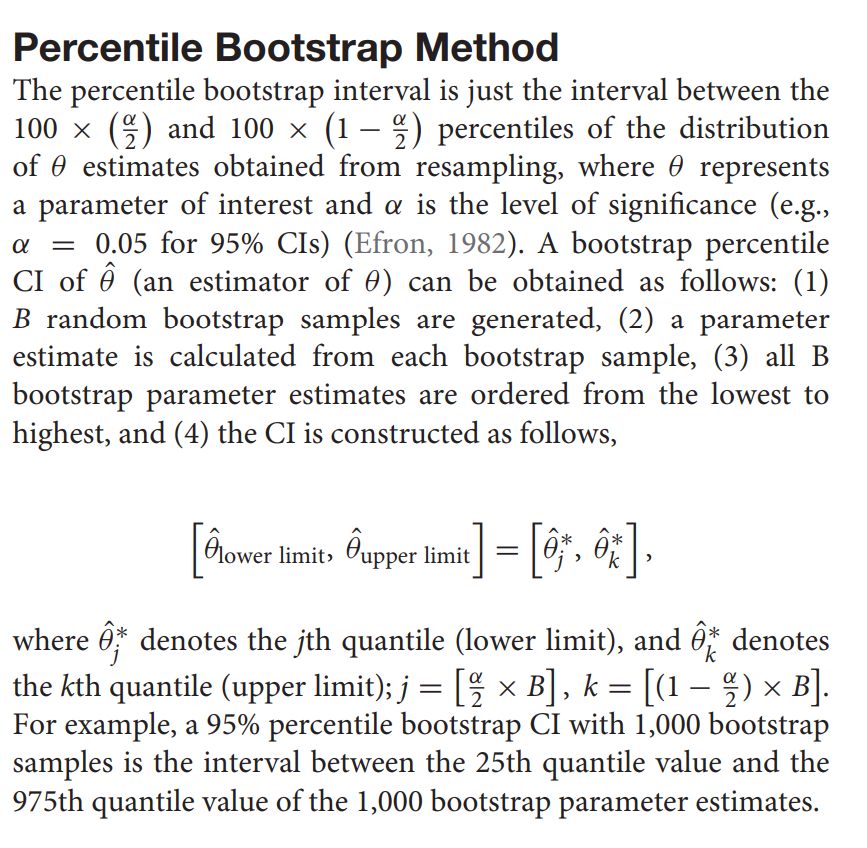 Percentile Bootstrap Method
The percentile bootstrap interval is just the interval between the
100 × (α/2) and 100 × (1 − α/2) percentiles of the distribution
of θ estimates obtained from resampling, where θ represents
a parameter of interest and α is the level of significance (e.g.,
α = 0.05 for 95% CIs) (Efron, 1982). A bootstrap percentile
CI of θ̂ (an estimator of θ) can be obtained as follows: (1)
B random bootstrap samples are generated, (2) a parameter
estimate is calculated from each bootstrap sample, (3) all B
bootstrap parameter estimates are ordered from the lowest to
highest, and (4) the CI is constructed as follows,
[θ̂lower limit, θ̂upper limit] = [θ̂*j, θ̂*k],
where θ̂*j denotes the jth quantile (lower limit), and θ̂*k denotes
the kth quantile (upper limit); j = [α/2 × B], k = [(1 − α/2) × B].
For example, a 95% percentile bootstrap CI with 1,000 bootstrap
samples is the interval between the 25th quantile value and the
975th quantile value of the 1,000 bootstrap parameter estimates.